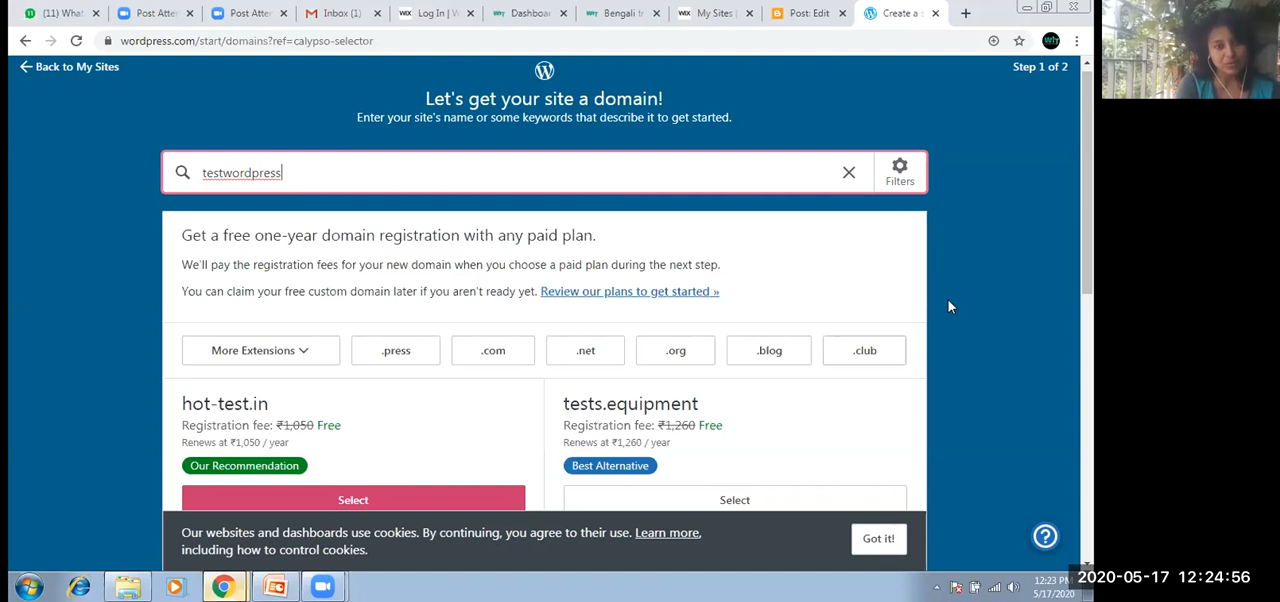 (11) What
Post Atte
Post Atte
Inbox (1)
WIX Log In | W
WH Dashboa
WH Bengali tr
WIX My Sites |
Post: Edit
Create a s
wordpress.com/start/domains?ref=calypso-selector
Back to My Sites
Step 1 of 2
Let's get your site a domain!
Enter your site's name or some keywords that describe it to get started.
testwordpress
Filters
Get a free one-year domain registration with any paid plan.
We'll pay the registration fees for your new domain when you choose a paid plan during the next step.
You can claim your free custom domain later if you aren't ready yet. Review our plans to get started »
More Extensions .press .com .net .org .blog .club
hot-test.in
Registration fee: ₹1,050 Free
Renews at ₹1,050 / year
Our Recommendation
Select
tests.equipment
Registration fee: ₹1,260 Free
Renews at ₹1,260 / year
Best Alternative
Select
Our websites and dashboards use cookies. By continuing, you agree to their use. Learn more,
including how to control cookies.
Got it!
12:23 PM
5/17/2020
2020-05-17 12:24:56